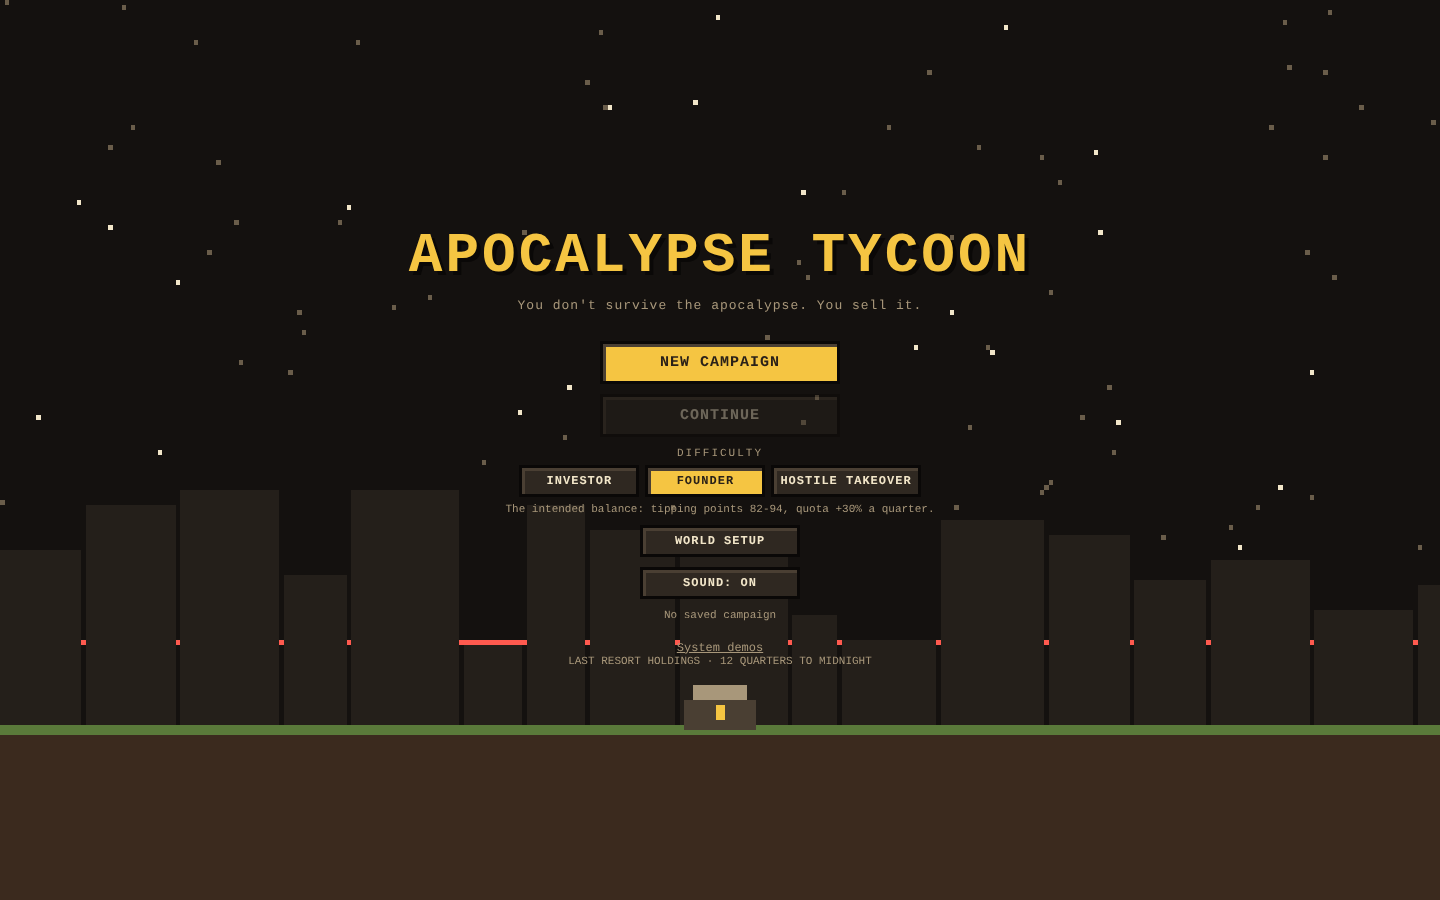 APOCALYPSE TYCOON
You don't survive the apocalypse. You sell it.
NEW CAMPAIGN
CONTINUE
DIFFICULTY
INVESTOR FOUNDER HOSTILE TAKEOVER
The intended balance: tipping points 82-94, quota +30% a quarter.
WORLD SETUP
SOUND: ON
No saved campaign
System demos
LAST RESORT HOLDINGS · 12 QUARTERS TO MIDNIGHT